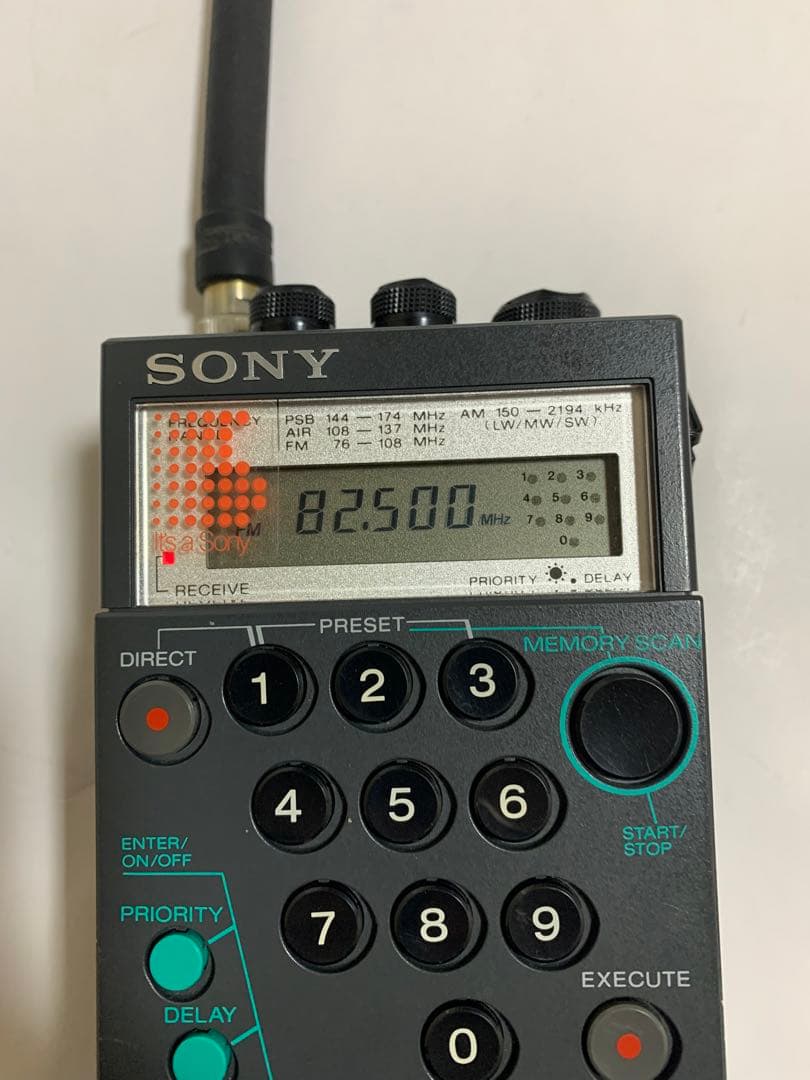 SONY
FREQUENCY
RANGE
PSB 144 — 174 MHz
AIR 108 — 137 MHz
FM 76 — 108 MHz
AM 150 — 2194 kHz
(LW/MW/SW)
FM 82.500 MHz
1 2 3
4 5 6
7 8 9
0
It's a Sony
RECEIVE
PRIORITY DELAY
PRESET
MEMORY SCAN
DIRECT
1 2 3
4 5 6
START/
STOP
ENTER/
ON/OFF
PRIORITY
7 8 9
EXECUTE
DELAY
0